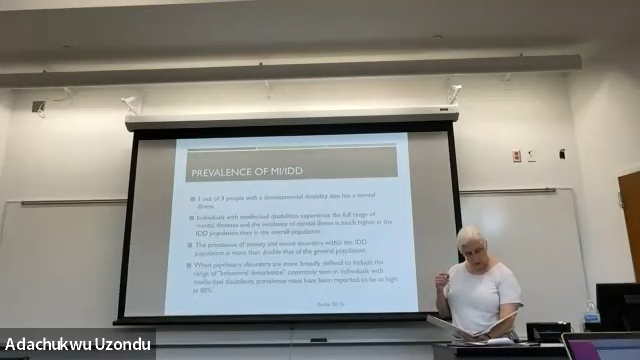 PREVALENCE OF MI/IDD
1 out of 3 people with a developmental disability also has a mental
illness.
Individuals with intellectual disabilities experience the full range of
mental illnesses and the incidence of mental illness is much higher in the
IDD population than in the overall population
The prevalence of anxiety and mood disorders within the IDD
population is more than double that of the general population
When psychiatric disorders are more broadly defined to include the
range of "behavioral disturbance" commonly seen in individuals with
intellectual disabilities, prevalence rates have been reported to be as high
as 80%
Adachukwu Uzondu